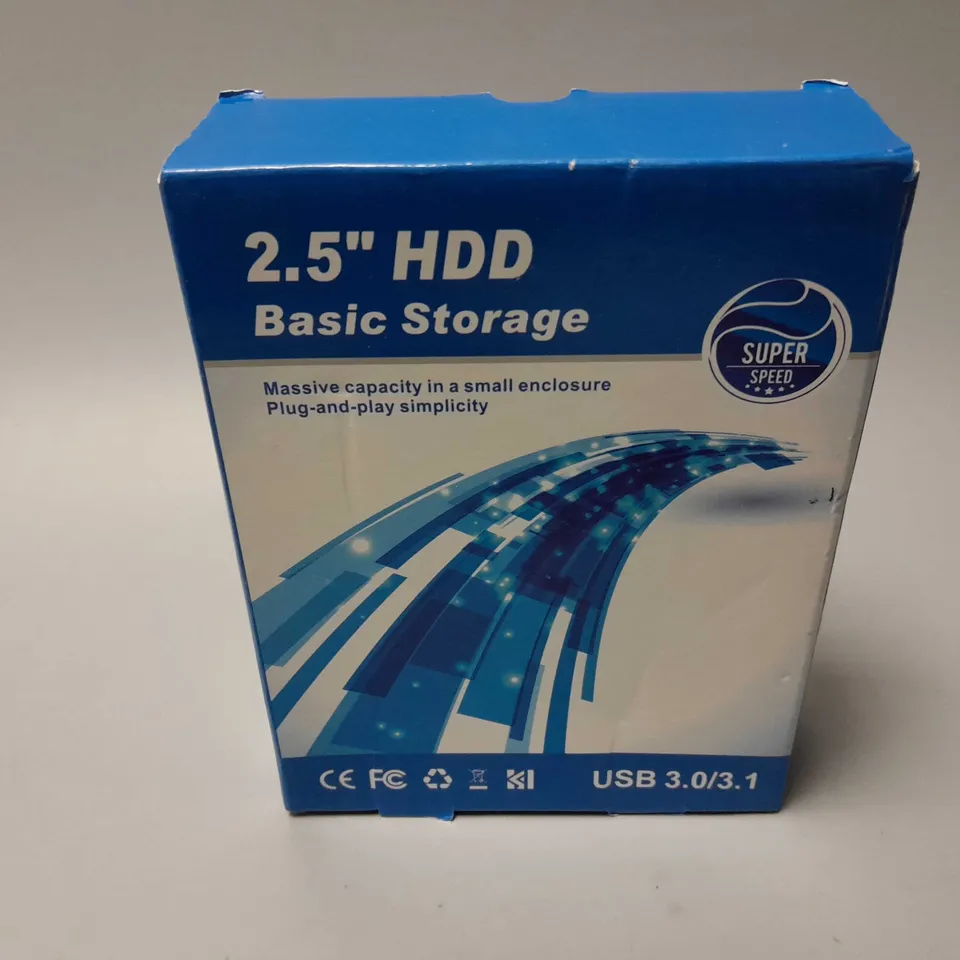 2.5" HDD
Basic Storage
SUPER
SPEED
Massive capacity in a small enclosure
Plug-and-play simplicity
CE FC
USB 3.0/3.1